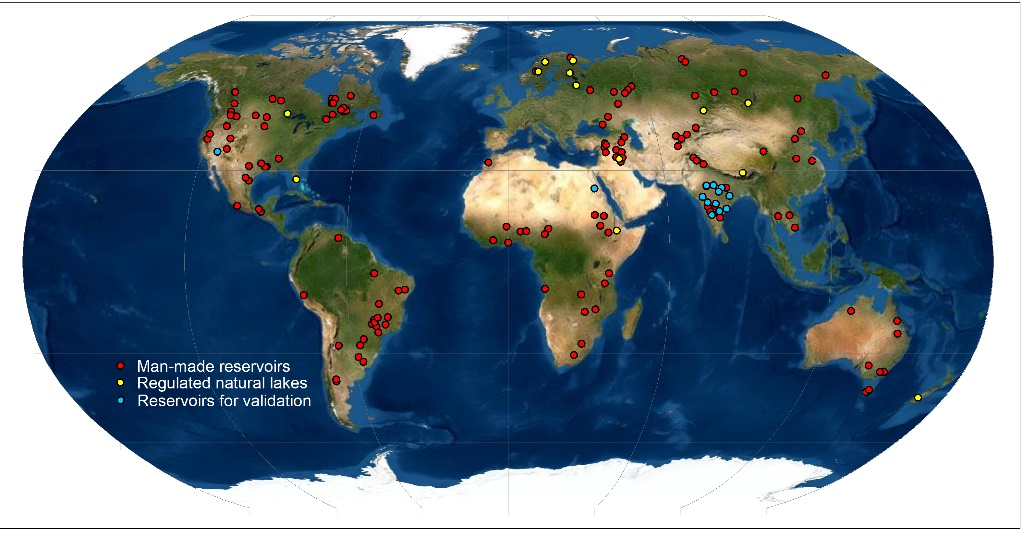 Man-made reservoirs
Regulated natural lakes
Reservoirs for validation